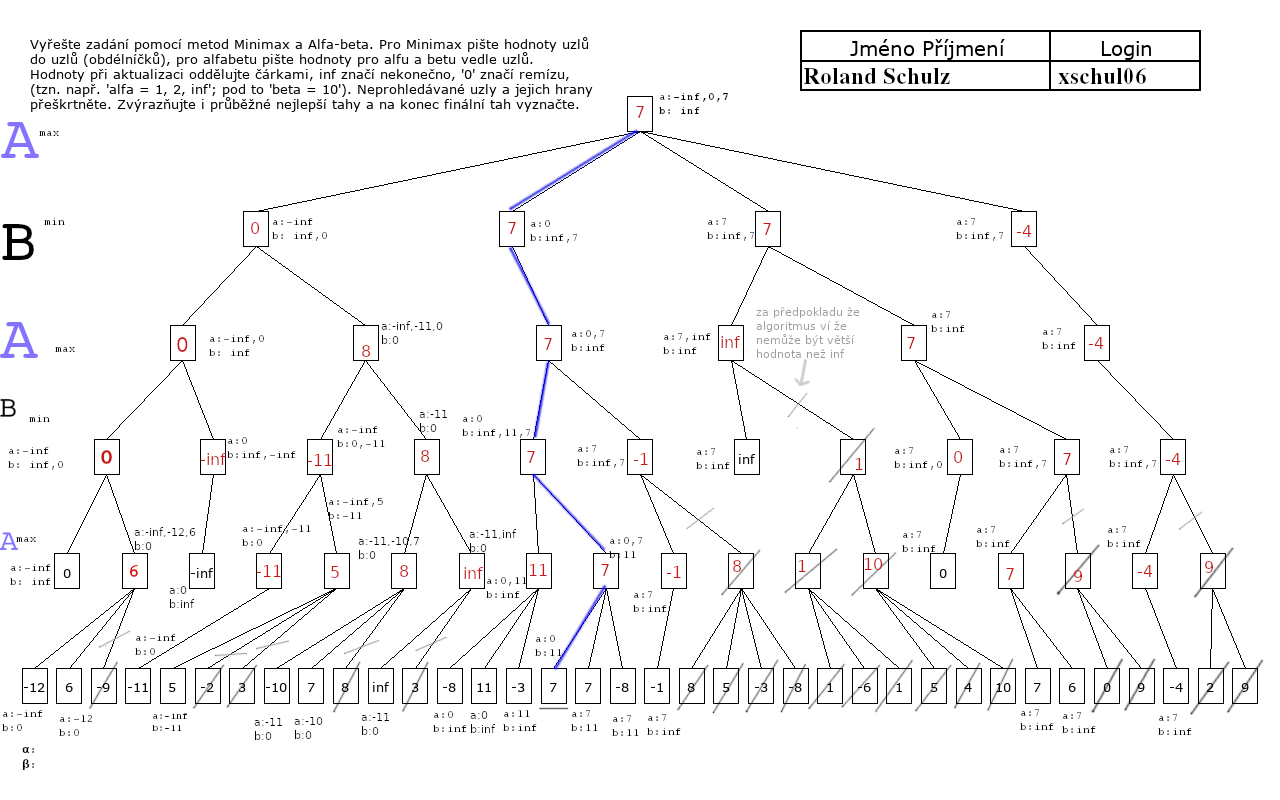 Vyřešte zadání pomocí metod Minimax a Alfa-beta. Pro Minimax pište hodnoty uzlů
do uzlů (obdélníčků), pro alfabetu pište hodnoty pro alfu a betu vedle uzlů.
Hodnoty při aktualizaci oddělujte čárkami, inf značí nekonečno, '0' značí remízu,
(tzn. např. 'alfa = 1, 2, inf'; pod to 'beta = 10'). Neprohledávané uzly a jejich hrany
přeškrtněte. Zvýrazňujte i průběžné nejlepší tahy a na konec finální tah vyznačte.
Jméno Příjmení Login
Roland Schulz xschul06
7 a:-inf,0,7
b: inf
A max
B min
0 a:-inf
b: inf,0
7 a:0
b:inf,7
a:7
b:inf,7 7
a:7
b:inf,7 -4
za předpokladu že
algoritmus ví že
nemůže být větší
hodnota než inf
A max
0 a:-inf,0
b: inf
8 a:-inf,-11,0
b:0
7 a:0,7
b:inf
a:7,inf
b:inf inf
7 a:7
b:inf
a:7
b:inf -4
B min
a:-inf
b: inf,0 0
-inf a:0
b:inf,-inf
-11 a:-inf
b:0,-11
a:-11
b:0 8
a:0
b:inf,11,7 7
a:7
b:inf,7 -1
a:7
b:inf inf
1
a:7
b:inf,0 0
a:7
b:inf,7 7
a:7
b:inf,7 -4
A max
a:-inf
b: inf 0
a:-inf,-12,6
b:0 6
-inf a:0
b:inf
a:-inf,-11
b:0 -11
a:-inf,5
b:-11 5
a:-11,-10,7
b:0 8
a:-11,inf
b:0 inf
a:0,11
b:inf 11
a:0,7
b:11 7
-1 a:7
b:inf
8
1
10
a:7
b:inf 0
a:7
b:inf 7
9
a:7
b:inf -4
9
a:-inf
b:0
a:0
b:11
-12 6 -9 -11 5 -2 3 -10 7 8 inf 3 -8 11 -3 7 7 -8 -1 8 5 -3 -8 1 -6 1 5 4 10 7 6 0 9 -4 2 9
a:-inf
b:0
a:-12
b:0
a:-inf
b:-11
a:-11
b:0
a:-10
b:0
a:-11
b:0
a:0
b:inf
a:0
b:inf
a:11
b:inf
a:7
b:11
a:7
b:11
a:7
b:inf
a:7
b:inf
a:7
b:inf
a:7
b:inf
α:
β: